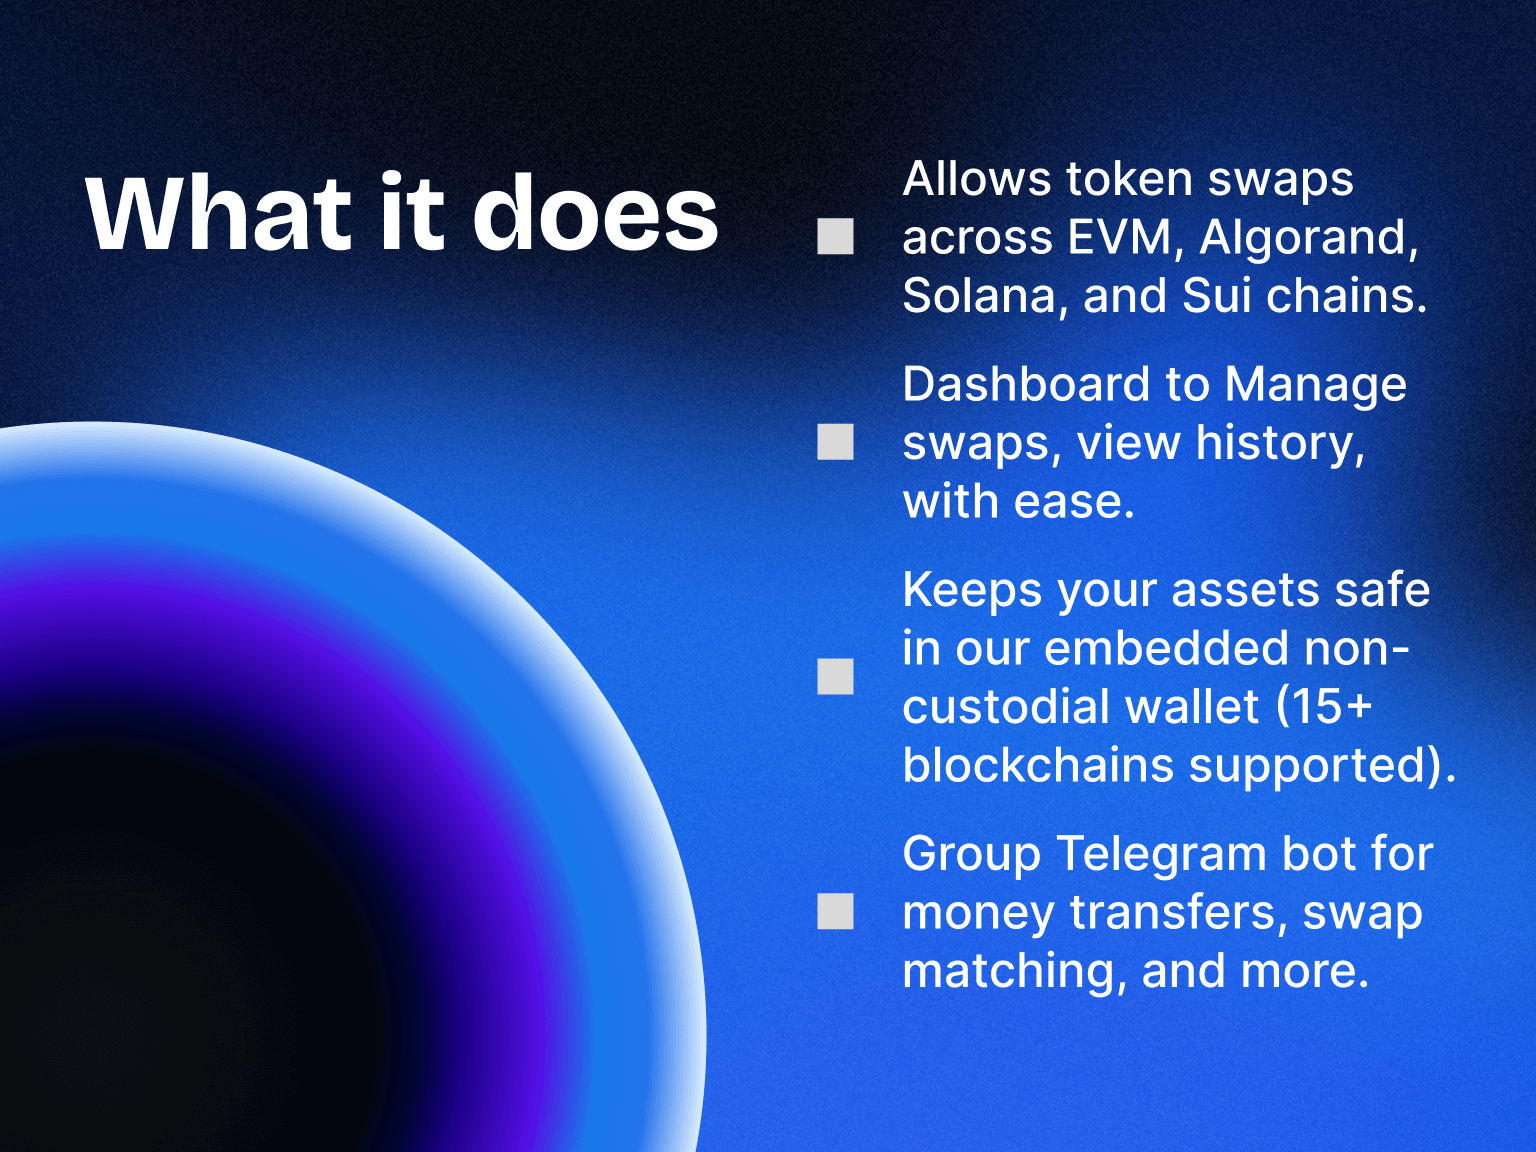 What it does
Allows token swaps
across EVM, Algorand,
Solana, and Sui chains.
Dashboard to Manage
swaps, view history,
with ease.
Keeps your assets safe
in our embedded non-
custodial wallet (15+
blockchains supported).
Group Telegram bot for
money transfers, swap
matching, and more.